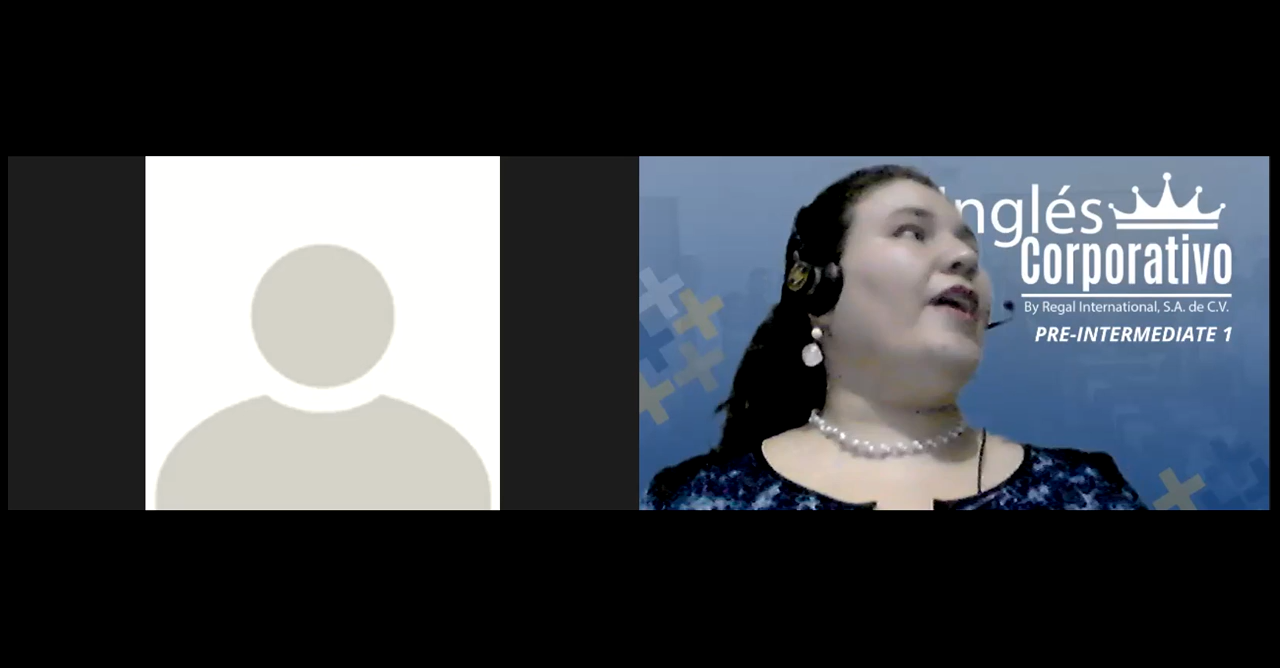 Inglés
Corporativo
By Regal International, S.A. de C.V.
PRE-INTERMEDIATE 1